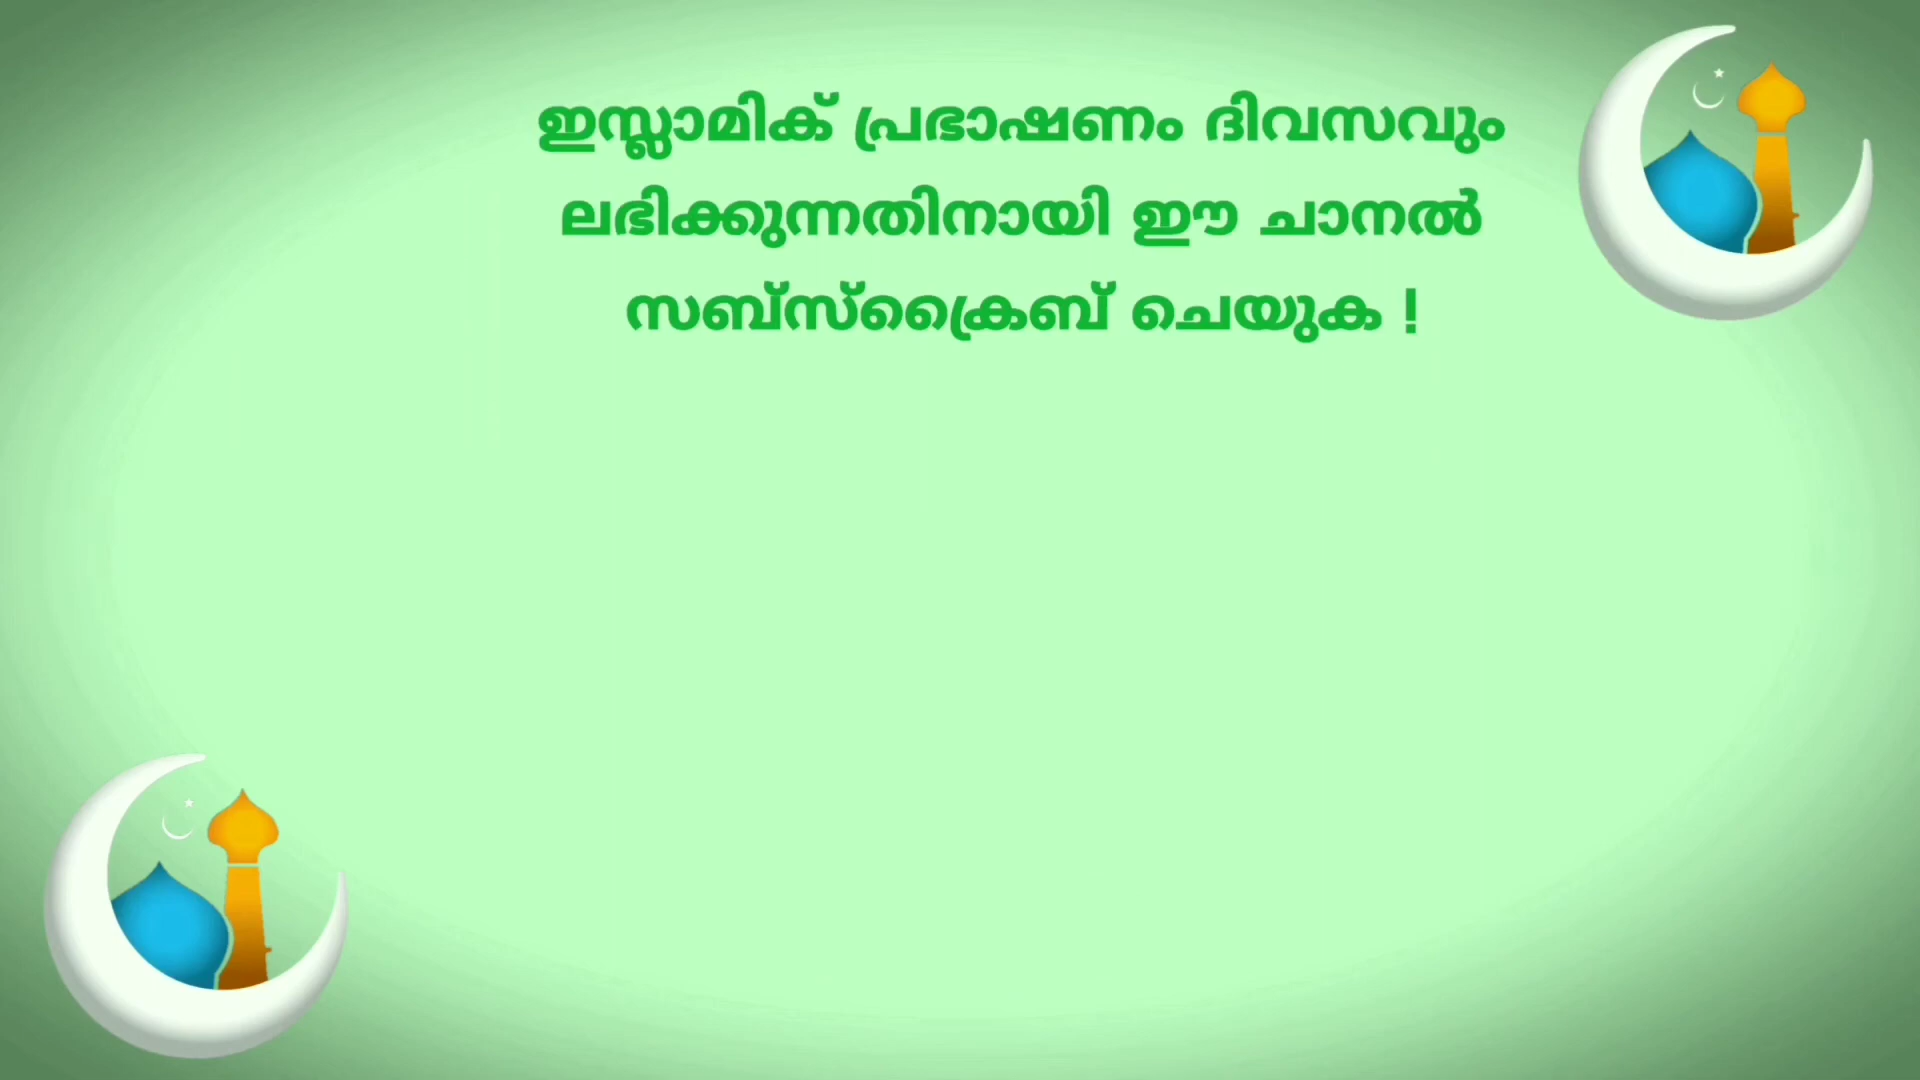 ഇസ്ലാമിക് പ്രഭാഷണം ദിവസവും
ലഭിക്കുന്നതിനായി ഈ ചാനൽ
സബ്സ്ക്രൈബ് ചെയുക !